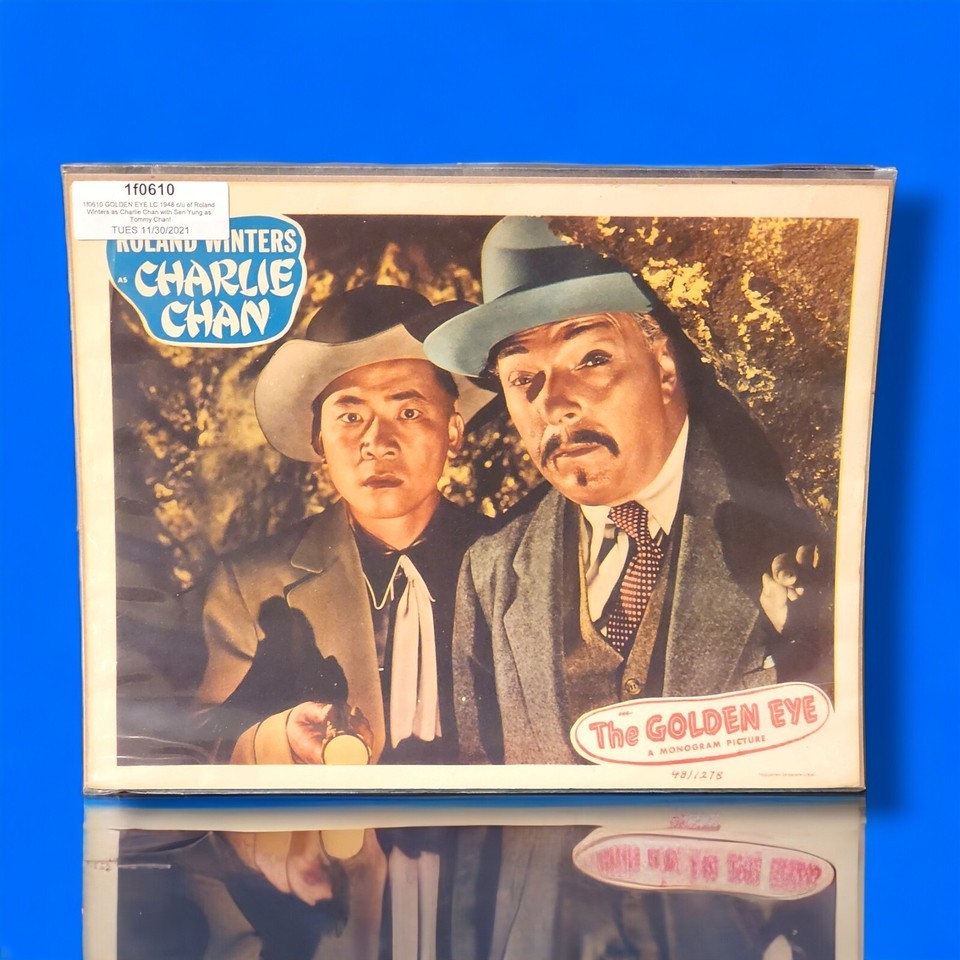 1f0610
1f0610 GOLDEN EYE LC 1948 c/u of Roland
Winters as Charlie Chan with Sen Yung as
Tommy Chan!
TUES 11/30/2021
ROLAND WINTERS
AS
CHARLIE
CHAN
The GOLDEN EYE
A MONOGRAM PICTURE
48/1278